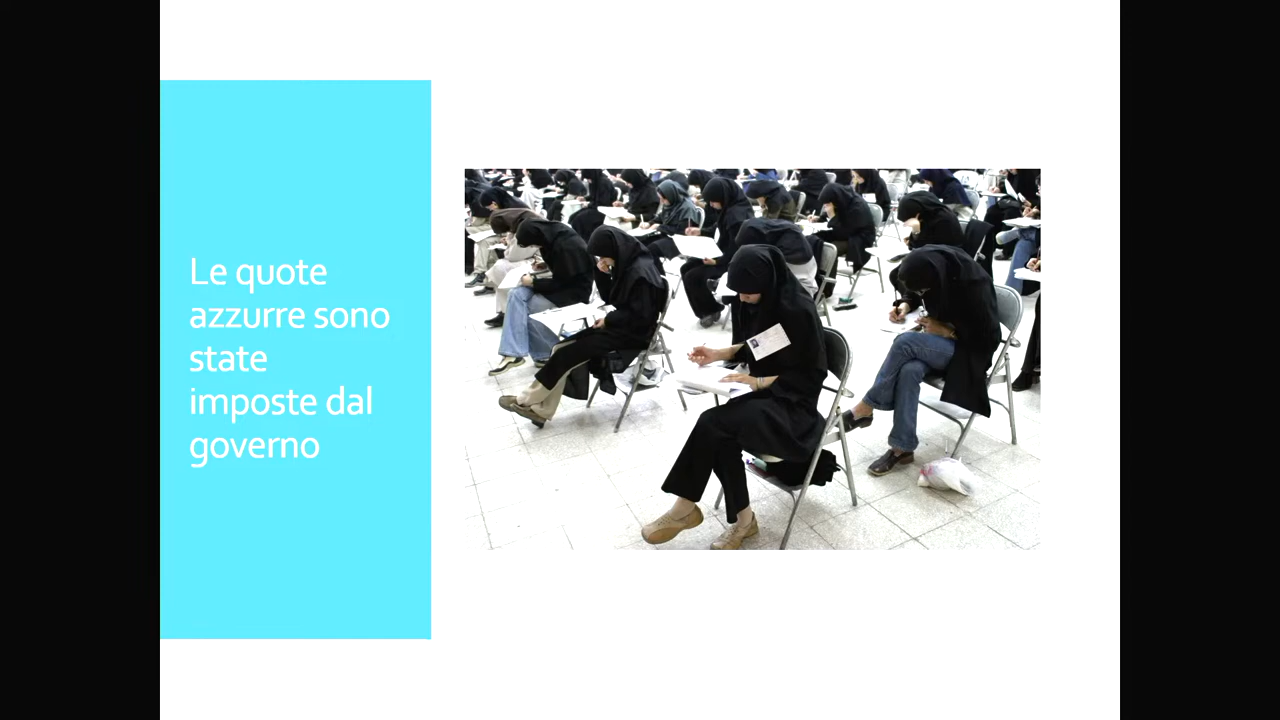 Le quote
azzurre sono
state
imposte dal
governo